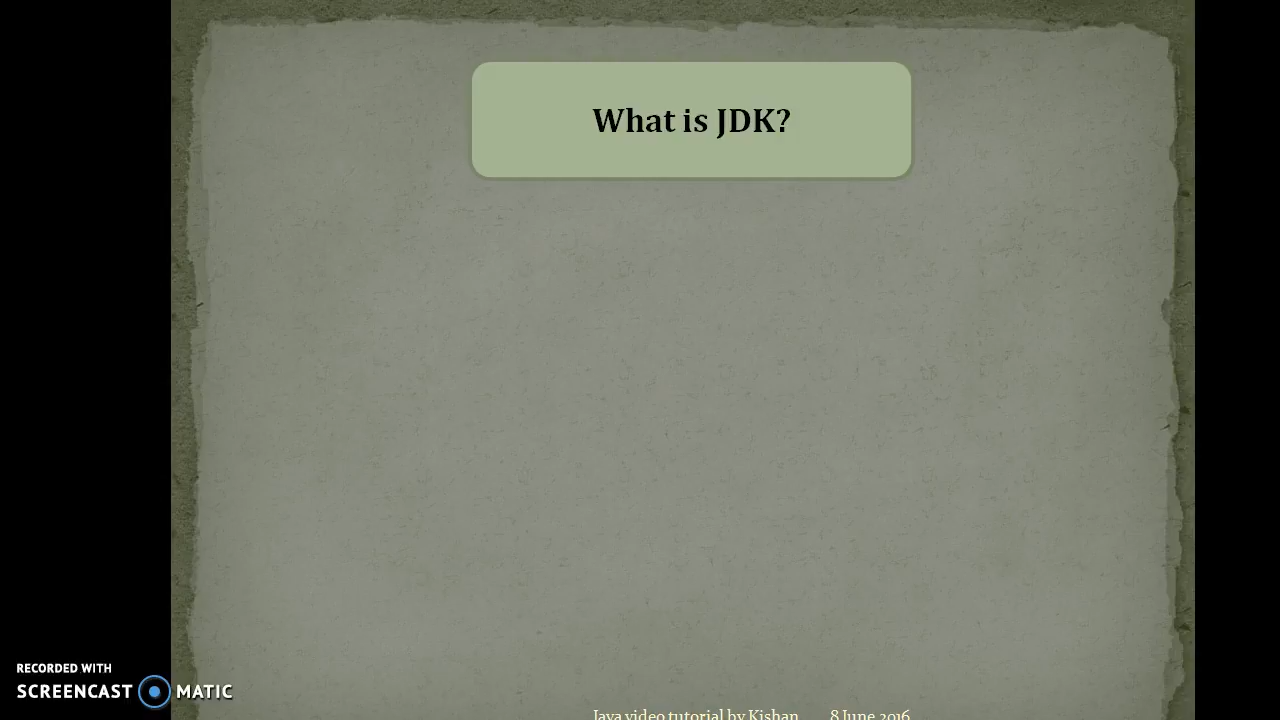 What is JDK?
RECORDED WITH
SCREENCAST MATIC
Java video tutorial by Kishan 8 June 2016